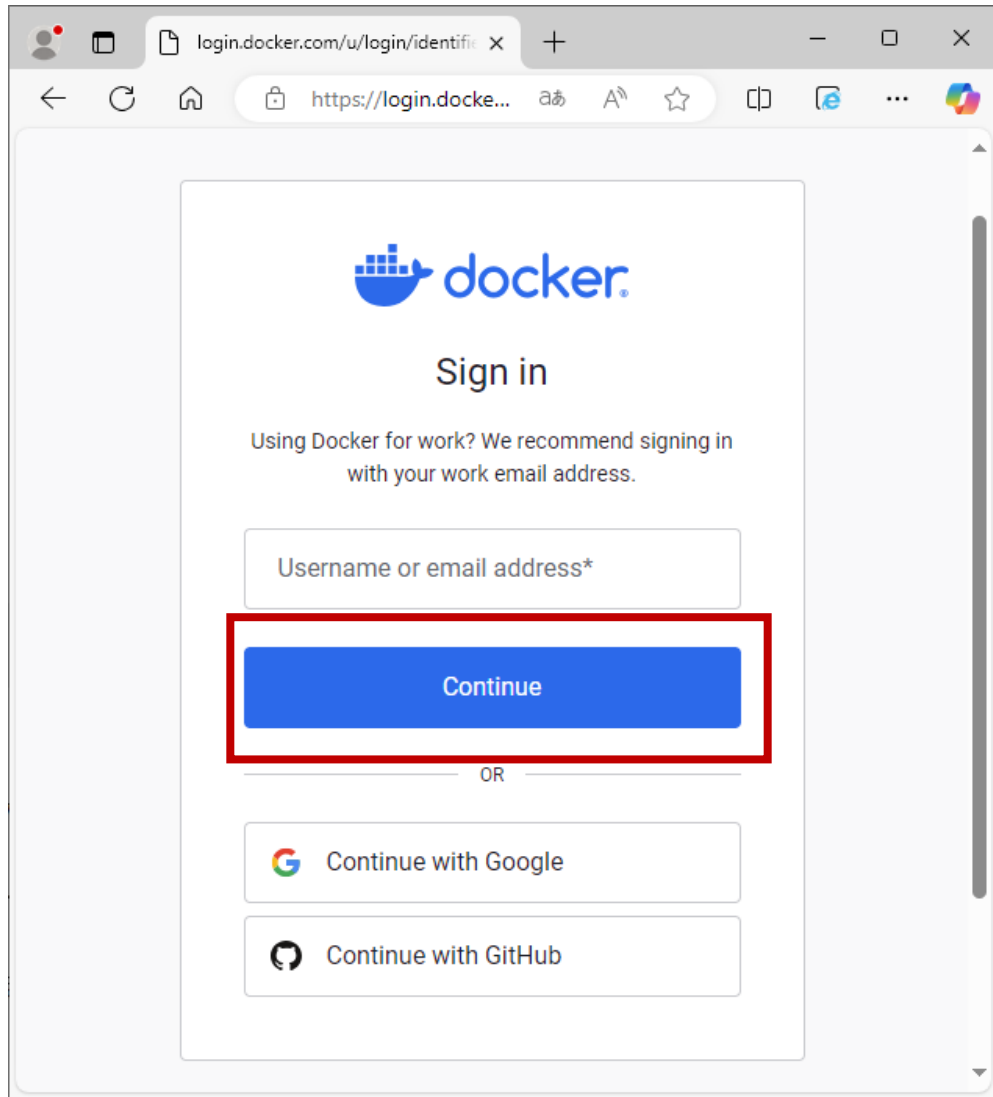 login.docker.com/u/login/identifie
https://login.docke...
docker
Sign in
Using Docker for work? We recommend signing in
with your work email address.
Username or email address*
Continue
OR
Continue with Google
Continue with GitHub